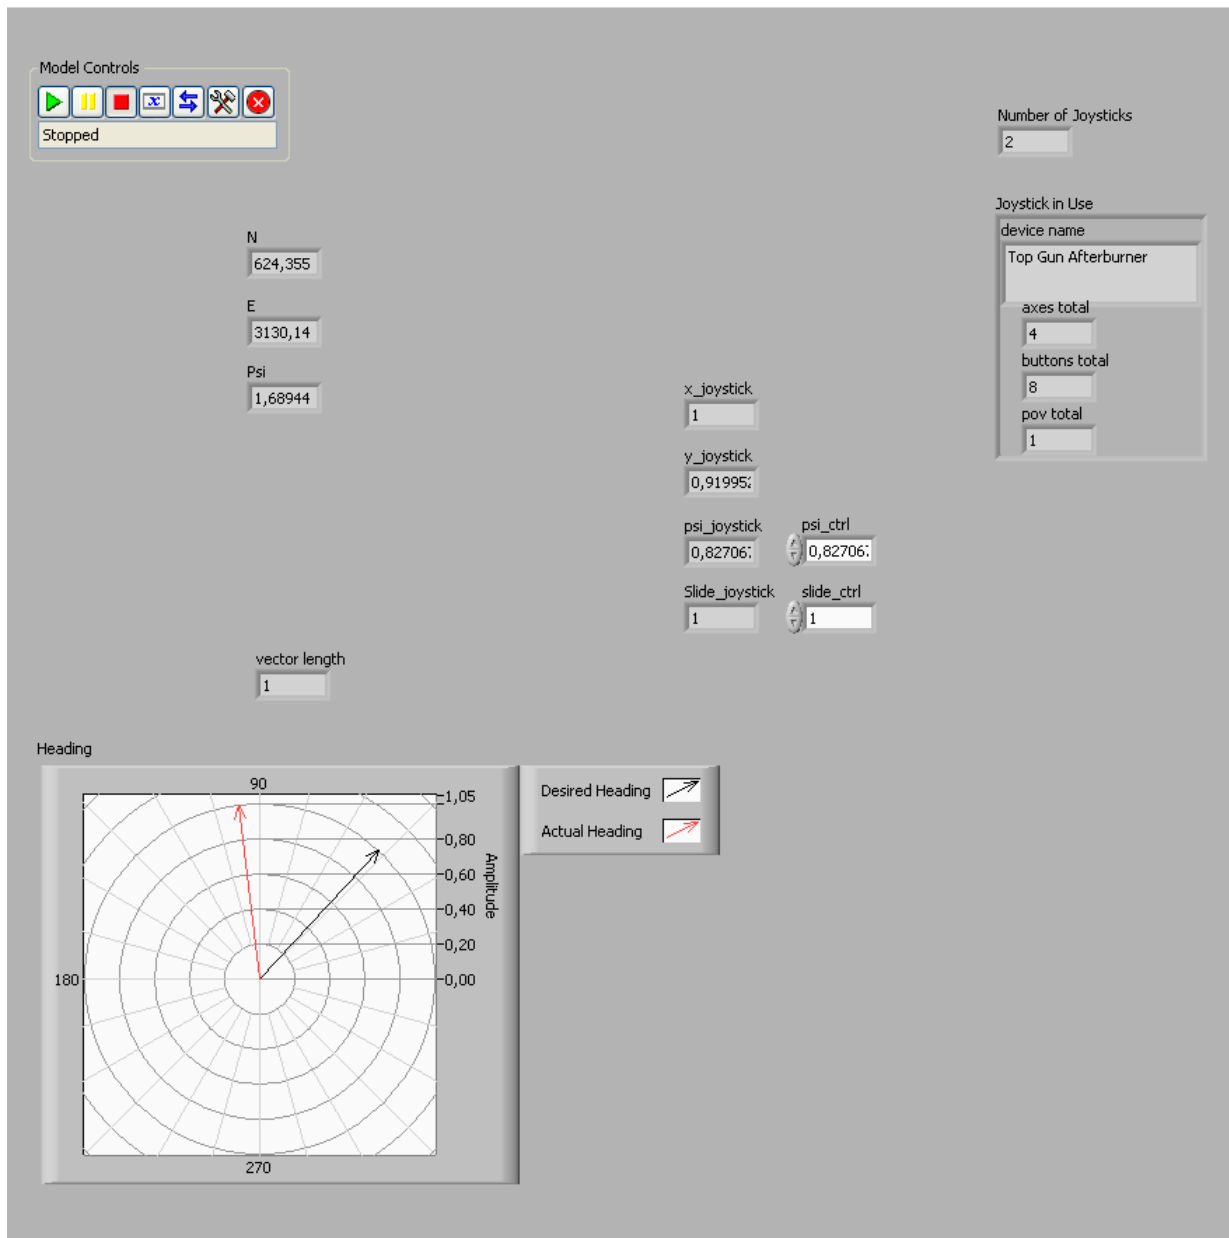 Model Controls
Stopped
Number of Joysticks
2
Joystick in Use
device name
Top Gun Afterburner
axes total
4
buttons total
8
pov total
1
N
624,355
E
3130,14
Psi
1,68944
x_joystick
1
y_joystick
0,919952
psi_joystick psi_ctrl
0,82706 0,82706
Slide_joystick slide_ctrl
1 1
vector length
1
Heading
90
180
270
1,05
0,80
0,60
0,40
0,20
0,00
Amplitude
Desired Heading
Actual Heading